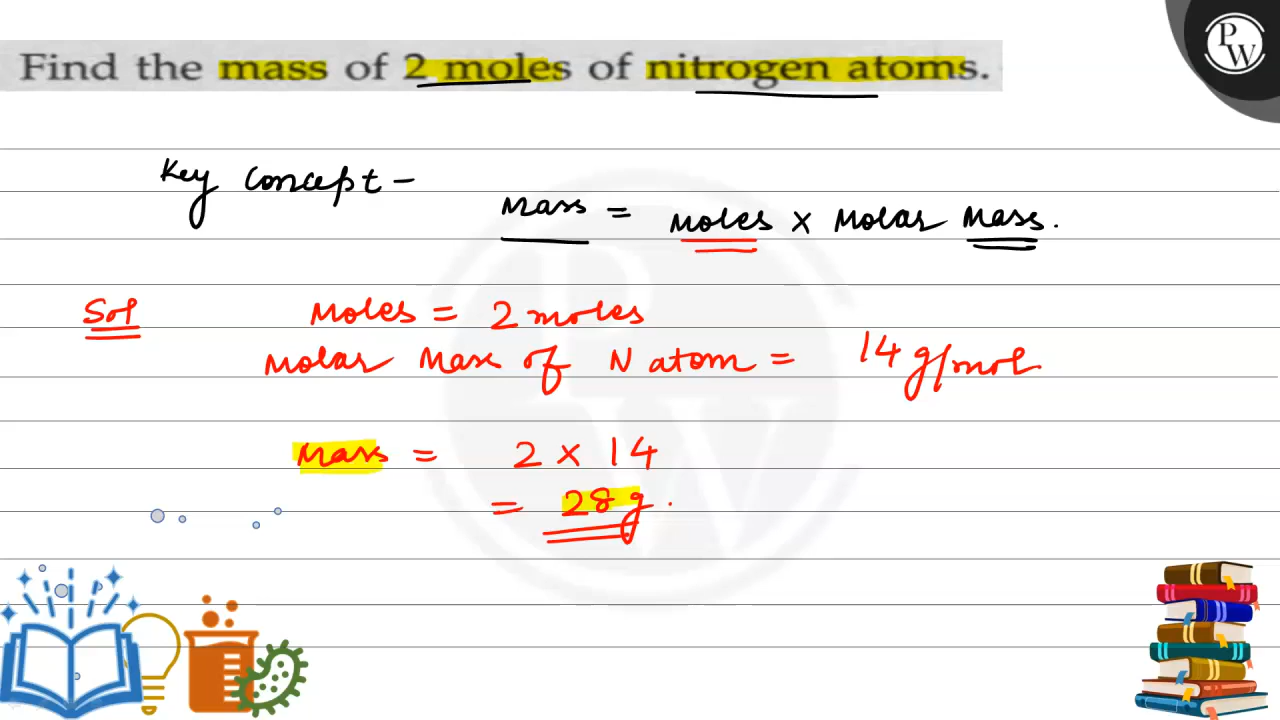 PW
Find the mass of 2 moles of nitrogen atoms.
Key concept -
Mass = Moles × Molar Mass.
Sol Moles = 2 moles
Molar Mass of N atom = 14 g/mol
Mass = 2 × 14
= 28 g.